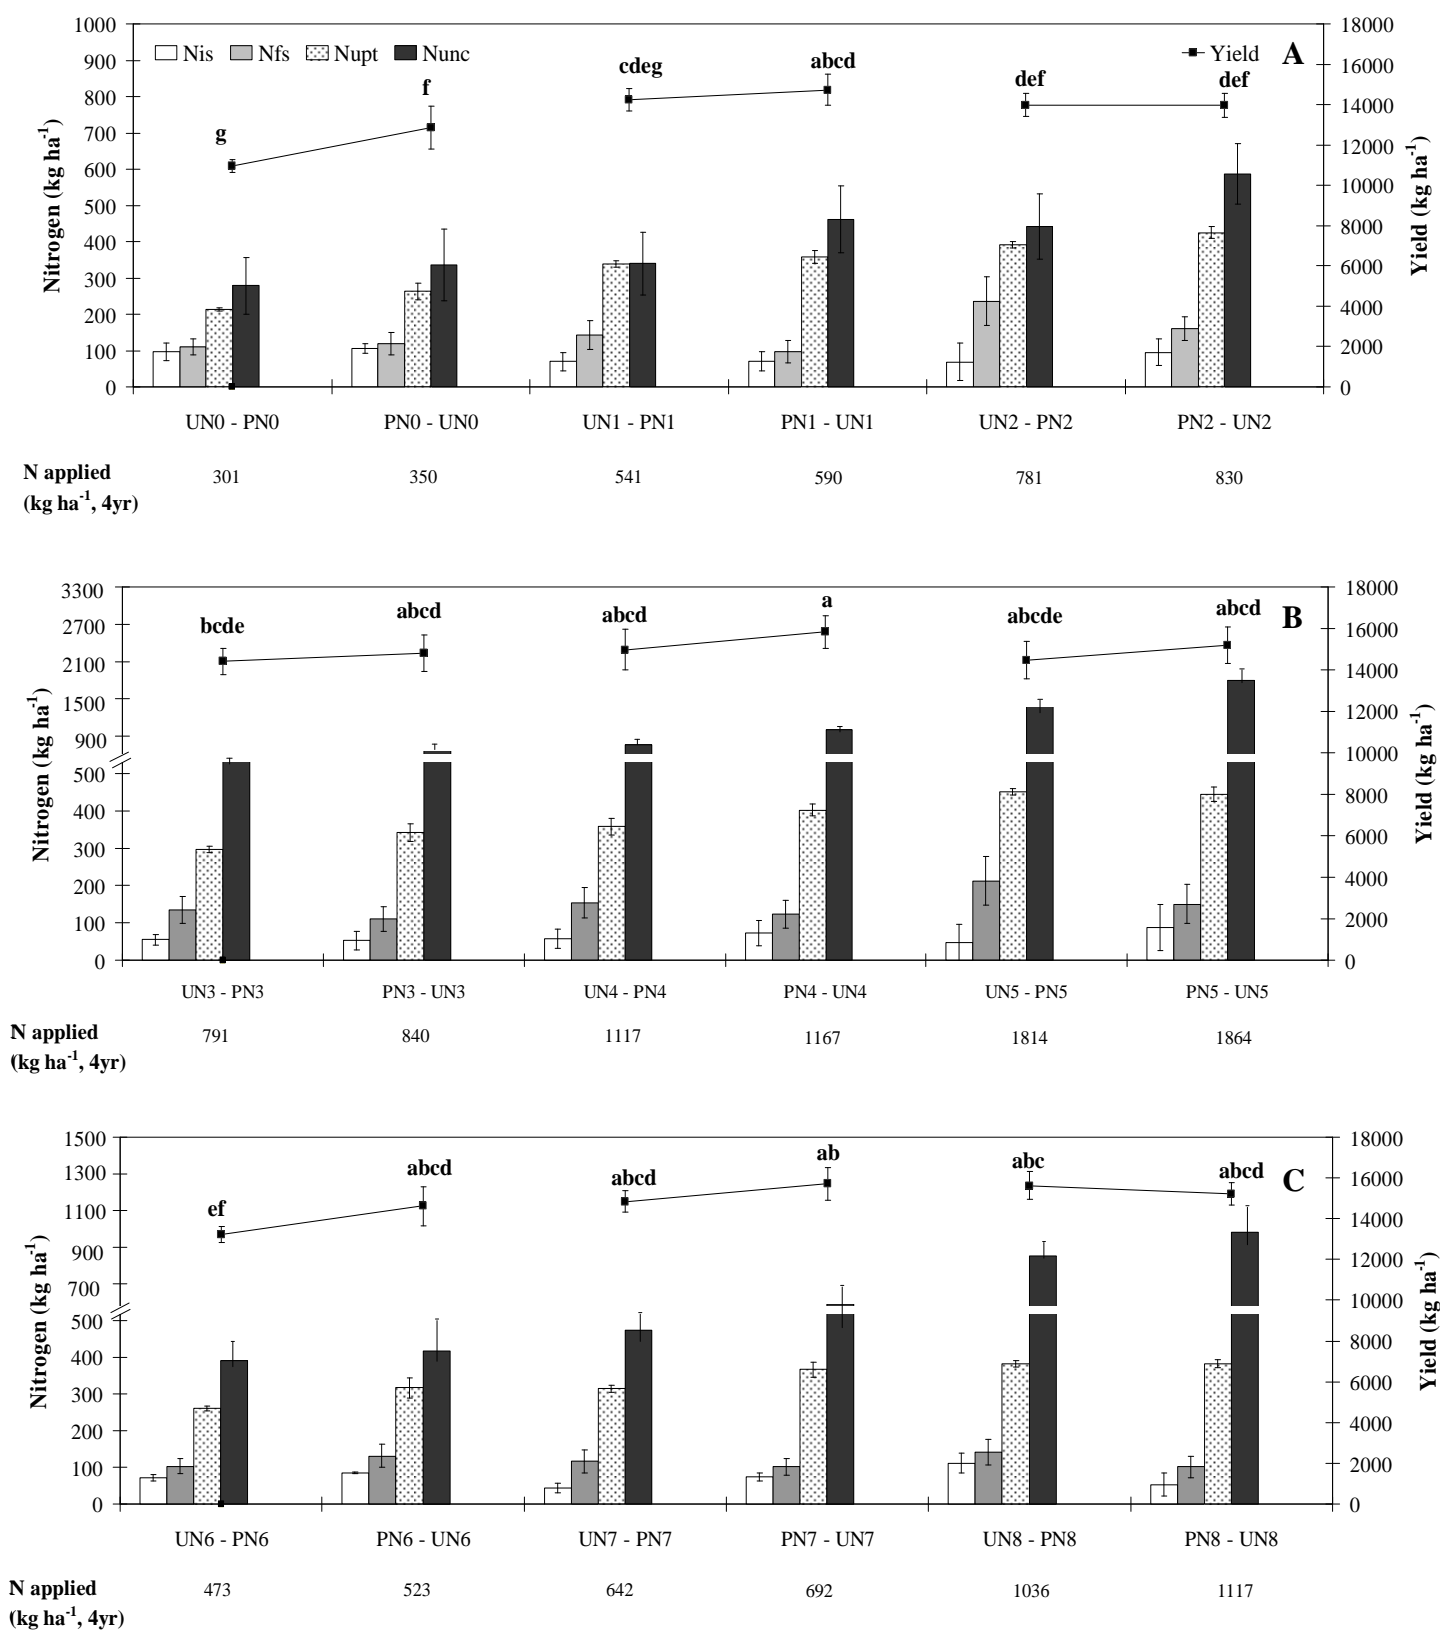 1000 18000
Nis Nfs Nupt Nunc Yield A
900 16000
800 14000
700 12000
600 10000
500 8000
400 6000
300 4000
200 2000
100 0
0
cdeg abcd def def
f
g
Nitrogen (kg ha-1)
Yield (kg ha-1)
UN0 - PN0 PN0 - UN0 UN1 - PN1 PN1 - UN1 UN2 - PN2 PN2 - UN2
N applied 301 350 541 590 781 830
(kg ha-1, 4yr)
3300 18000
2700 16000
2100 14000
1500 12000
900 10000
500 8000
400 6000
300 4000
200 2000
100 0
0
bcde abcd abcd a abcde abcd B
Nitrogen (kg ha-1)
Yield (kg ha-1)
UN3 - PN3 PN3 - UN3 UN4 - PN4 PN4 - UN4 UN5 - PN5 PN5 - UN5
N applied 791 840 1117 1167 1814 1864
(kg ha-1, 4yr)
1500 18000
1300 16000
1100 14000
900 12000
700 10000
500 8000
400 6000
300 4000
200 2000
100 0
0
ef abcd abcd ab abc abcd C
Nitrogen (kg ha-1)
Yield (kg ha-1)
UN6 - PN6 PN6 - UN6 UN7 - PN7 PN7 - UN7 UN8 - PN8 PN8 - UN8
N applied 473 523 642 692 1036 1117
(kg ha-1, 4yr)